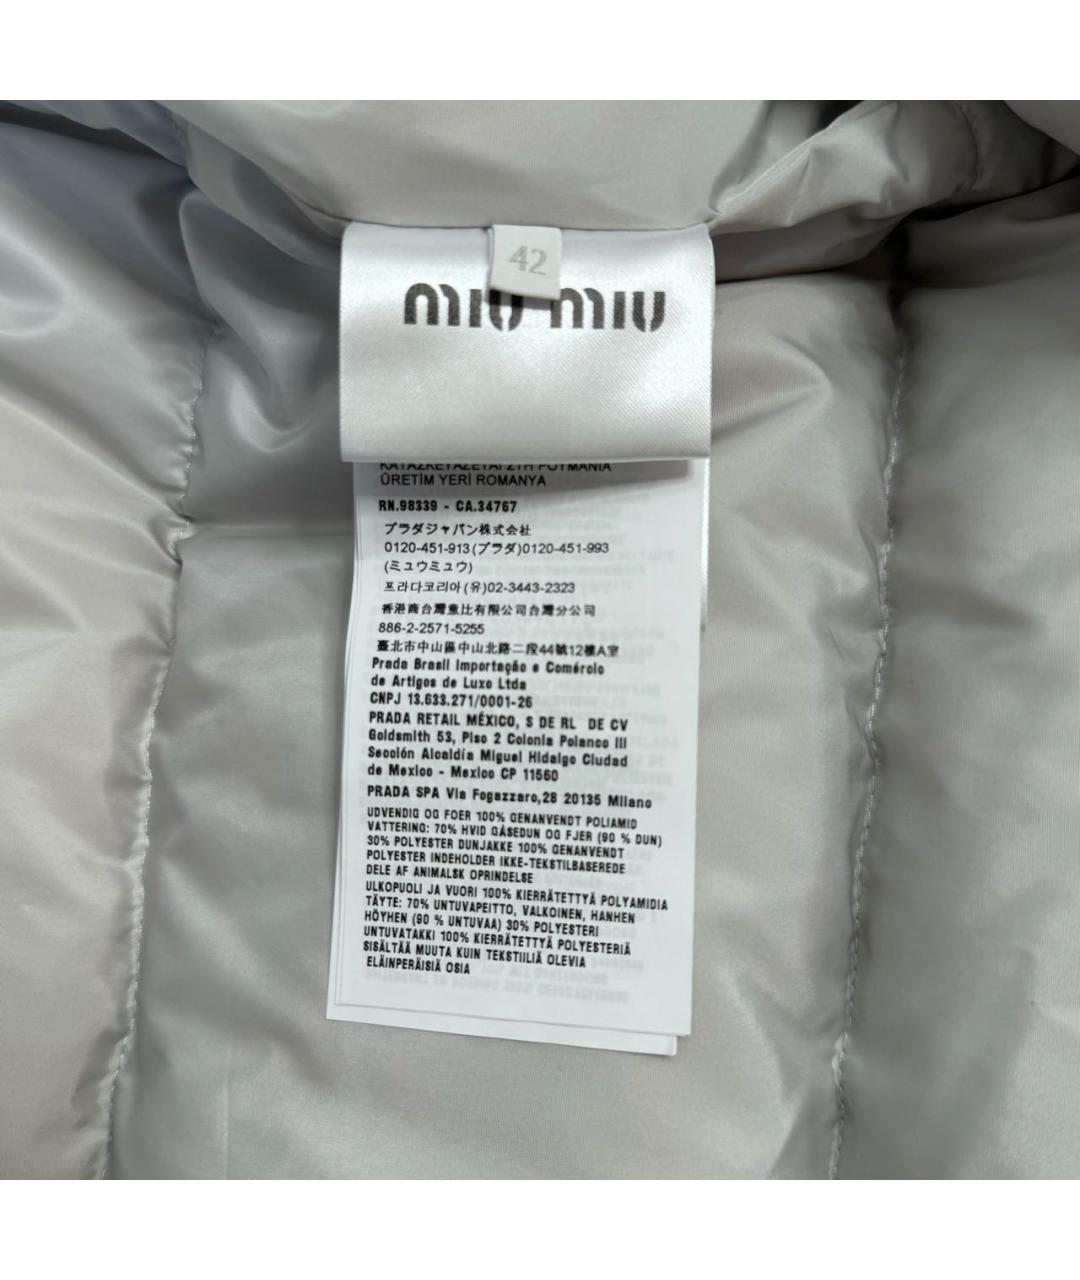 42
miu miu
ΚΑΤΑΣΚΕΥΑΖΕΤΑΙ ΣΤΗ ΡΟΥΜΑΝΙΑ
ÜRETİM YERİ ROMANYA
RN.98339 - CA.34767
プラダジャパン株式会社
0120-451-913(プラダ)0120-451-993
(ミュウミュウ)
프라다코리아(유)02-3443-2323
香港商台灣意比有限公司台灣分公司
886-2-2571-5255
臺北市中山區中山北路二段44號12樓A室
Prada Brasil Importação e Comércio
de Artigos de Luxo Ltda
CNPJ 13.633.271/0001-26
PRADA RETAIL MÉXICO, S DE RL DE CV
Goldsmith 53, Piso 2 Colonia Polanco III
Sección Alcaldía Miguel Hidalgo Ciudad
de Mexico - Mexico CP 11560
PRADA SPA Via Fogazzaro,28 20135 Milano
UDVENDIG OG FOER 100% GENANVENDT POLIAMID
VATTERING: 70% HVID GÅSEDUN OG FJER (90 % DUN)
30% POLYESTER DUNJAKKE 100% GENANVENDT
POLYESTER INDEHOLDER IKKE-TEKSTILBASEREDE
DELE AF ANIMALSK OPRINDELSE
ULKOPUOLI JA VUORI 100% KIERRÄTETTYÄ POLYAMIDIA
TÄYTE: 70% UNTUVAPEITTO, VALKOINEN, HANHEN
HÖYHEN (90 % UNTUVAA) 30% POLYESTERI
UNTUVATAKKI 100% KIERRÄTETTYÄ POLYESTERIÄ
SISÄLTÄÄ MUUTA KUIN TEKSTIILIÄ OLEVIA
ELÄINPERÄISIÄ OSIA